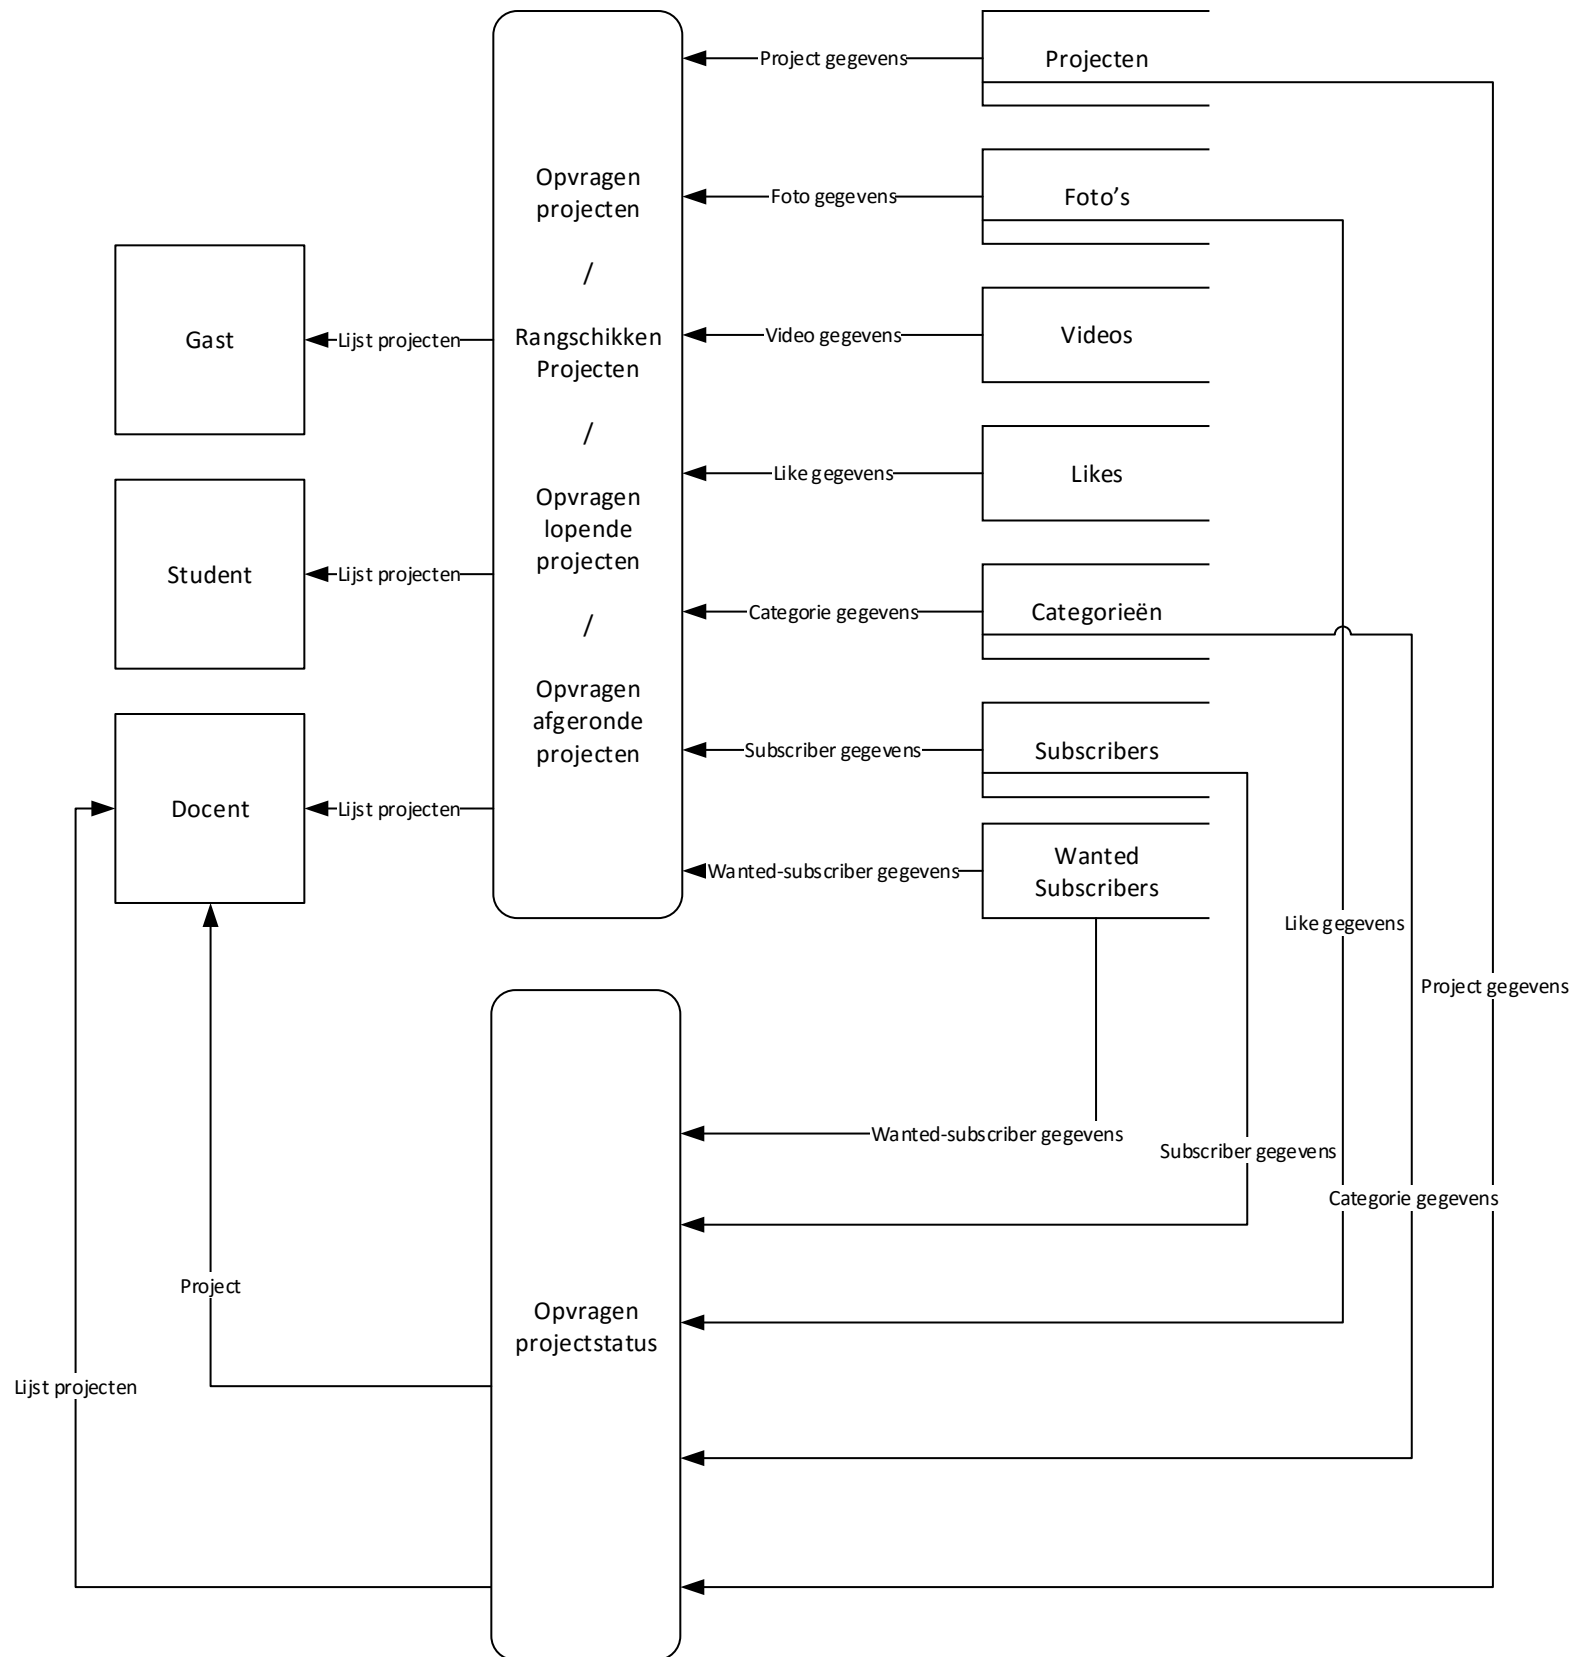 Project gegevens
Projecten
Opvragen
projecten
/
Rangschikken
Projecten
/
Opvragen
lopende
projecten
/
Opvragen
afgeronde
projecten
Foto gegevens
Foto’s
Gast
Lijst projecten
Video gegevens
Videos
Like gegevens
Likes
Student
Lijst projecten
Categorie gegevens
Categorieën
Subscriber gegevens
Subscribers
Docent
Lijst projecten
Wanted-subscriber gegevens
Wanted
Subscribers
Like gegevens
Project gegevens
Wanted-subscriber gegevens
Subscriber gegevens
Categorie gegevens
Project
Opvragen
projectstatus
Lijst projecten